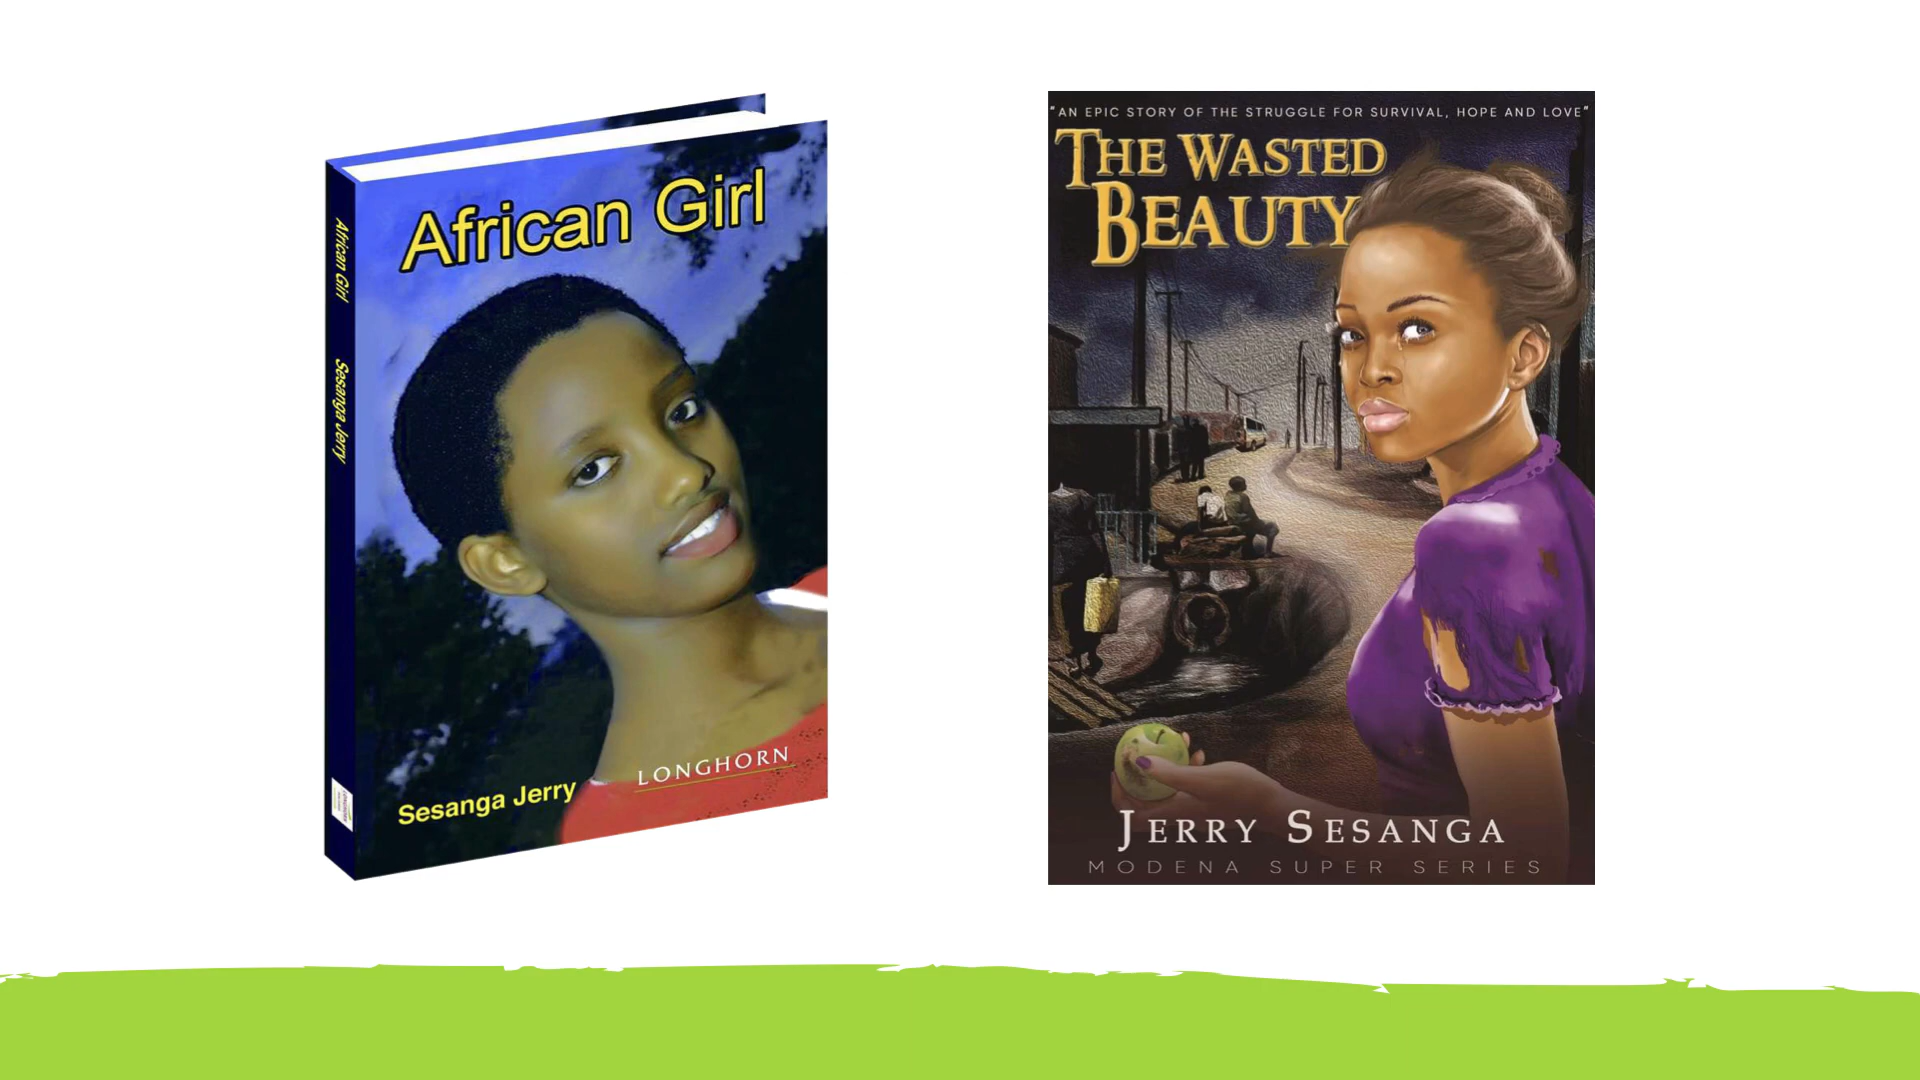 African Girl
Sesanga Jerry
African Girl
Sesanga Jerry
LONGHORN
"AN EPIC STORY OF THE STRUGGLE FOR SURVIVAL, HOPE AND LOVE"
THE WASTED
BEAUTY
JERRY SESANGA
MODENA SUPER SERIES